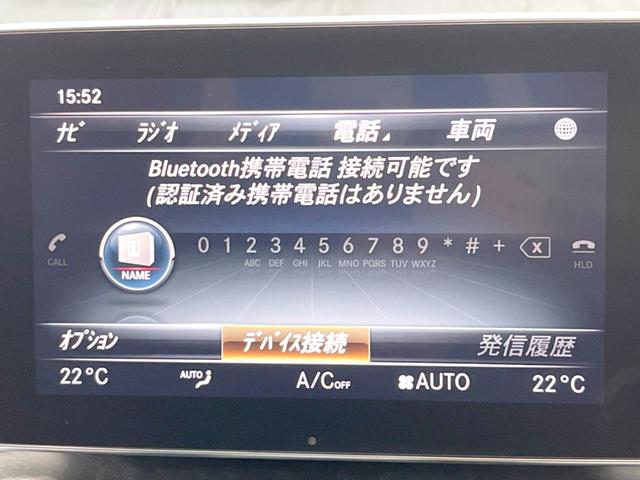 15:52
ナビ ラジオ メディア 電話 車両
Bluetooth携帯電話 接続可能です
(認証済み携帯電話はありません)
0 1 2 3 4 5 6 7 8 9 * # + X
ABC DEF GHI JKL MNO PQRS TUV WXYZ
CALL NAME HLD
オプション デバイス接続 発信履歴
22°C AUTO A/C OFF AUTO 22°C